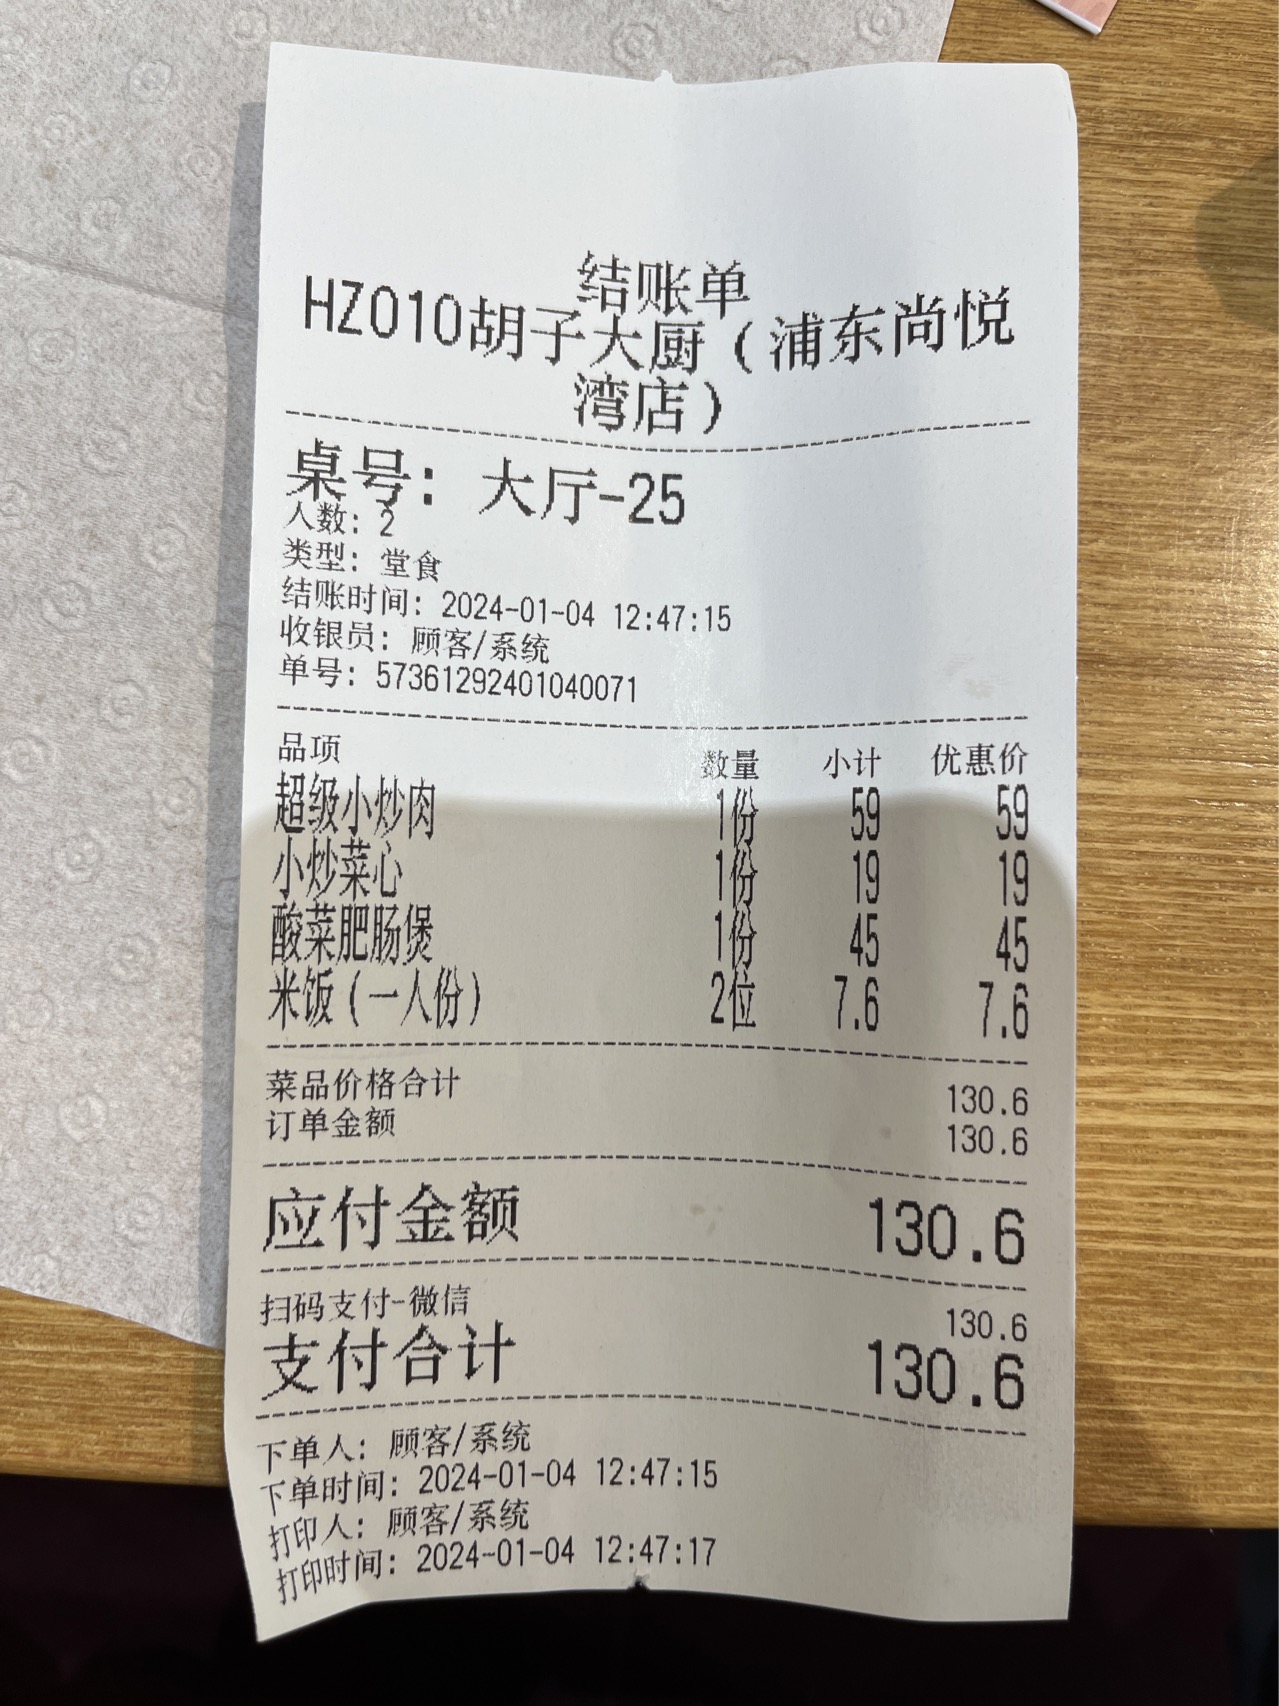 结账单
HZ010胡子大厨（浦东尚悦
湾店）
桌号： 大厅-25
人数: 2
类型: 堂食
结账时间: 2024-01-04 12:47:15
收银员: 顾客/系统
单号: 57361292401040071
品项 数量 小计 优惠价
超级小炒肉 1份 59 59
小炒菜心 1份 19 19
酸菜肥肠煲 1份 45 45
米饭（一人份） 2位 7.6 7.6
菜品价格合计 130.6
订单金额 130.6
应付金额 130.6
扫码支付-微信 130.6
支付合计 130.6
下单人: 顾客/系统
下单时间: 2024-01-04 12:47:15
打印人: 顾客/系统
打印时间: 2024-01-04 12:47:17